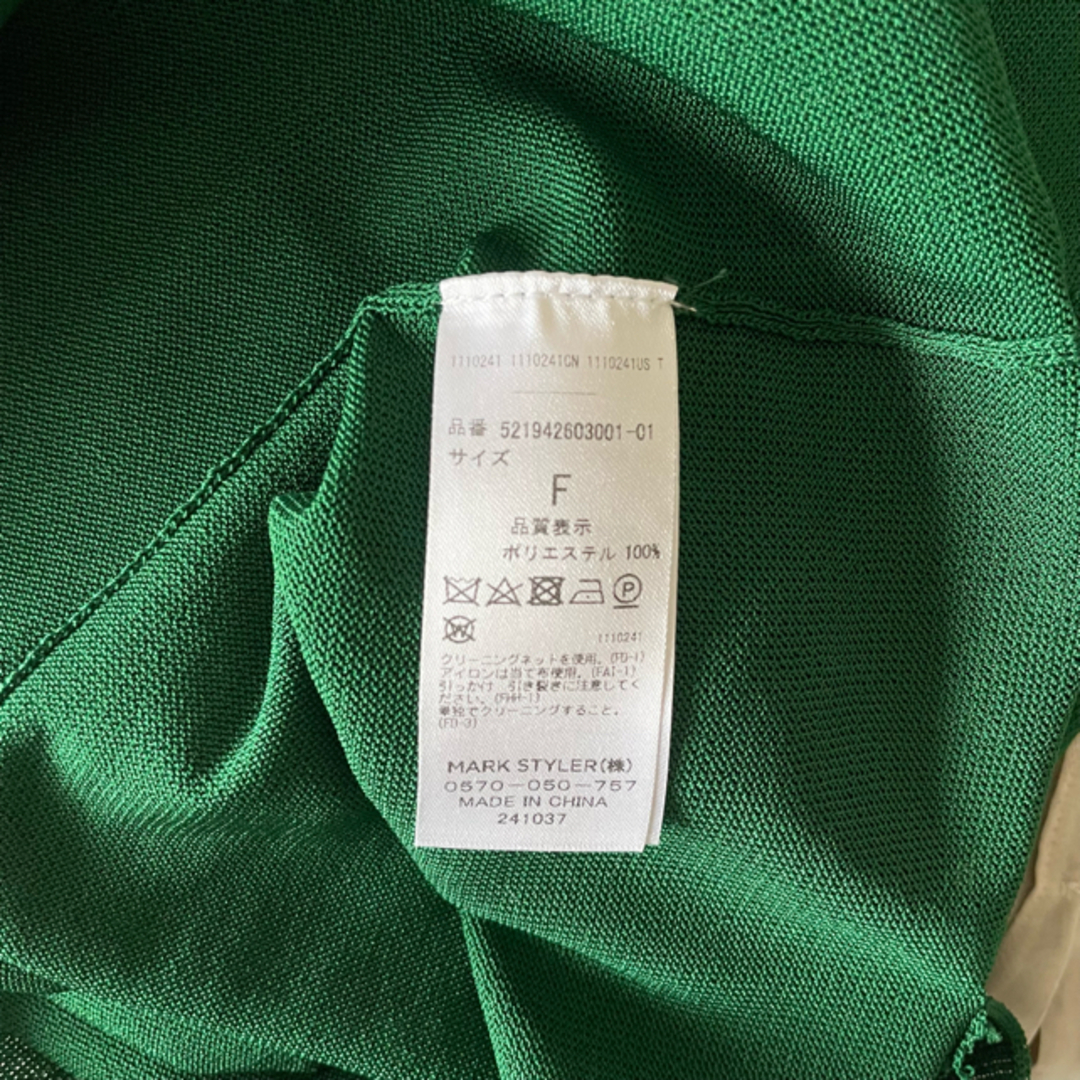 1110241 1110241CN 1110241US T
品番 521942603001-01
サイズ
F
品質表示
ポリエステル 100%
P
W
1110241
クリーニングネットを使用。(FD-1)
アイロンは当て布使用。(FAI-1)
引っかけ 引き裂きに注意してく
ださい。(FHH-1)
単独でクリーニングすること。
(FD-3)
MARK STYLER(株)
0570-050-757
MADE IN CHINA
241037